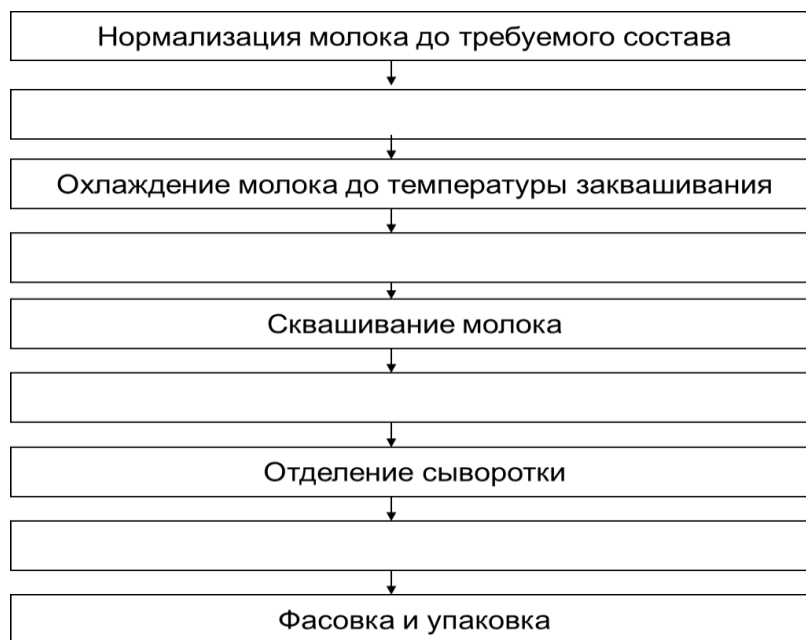 Нормализация молока до требуемого состава
Охлаждение молока до температуры заквашивания
Сквашивание молока
Отделение сыворотки
Фасовка и упаковка